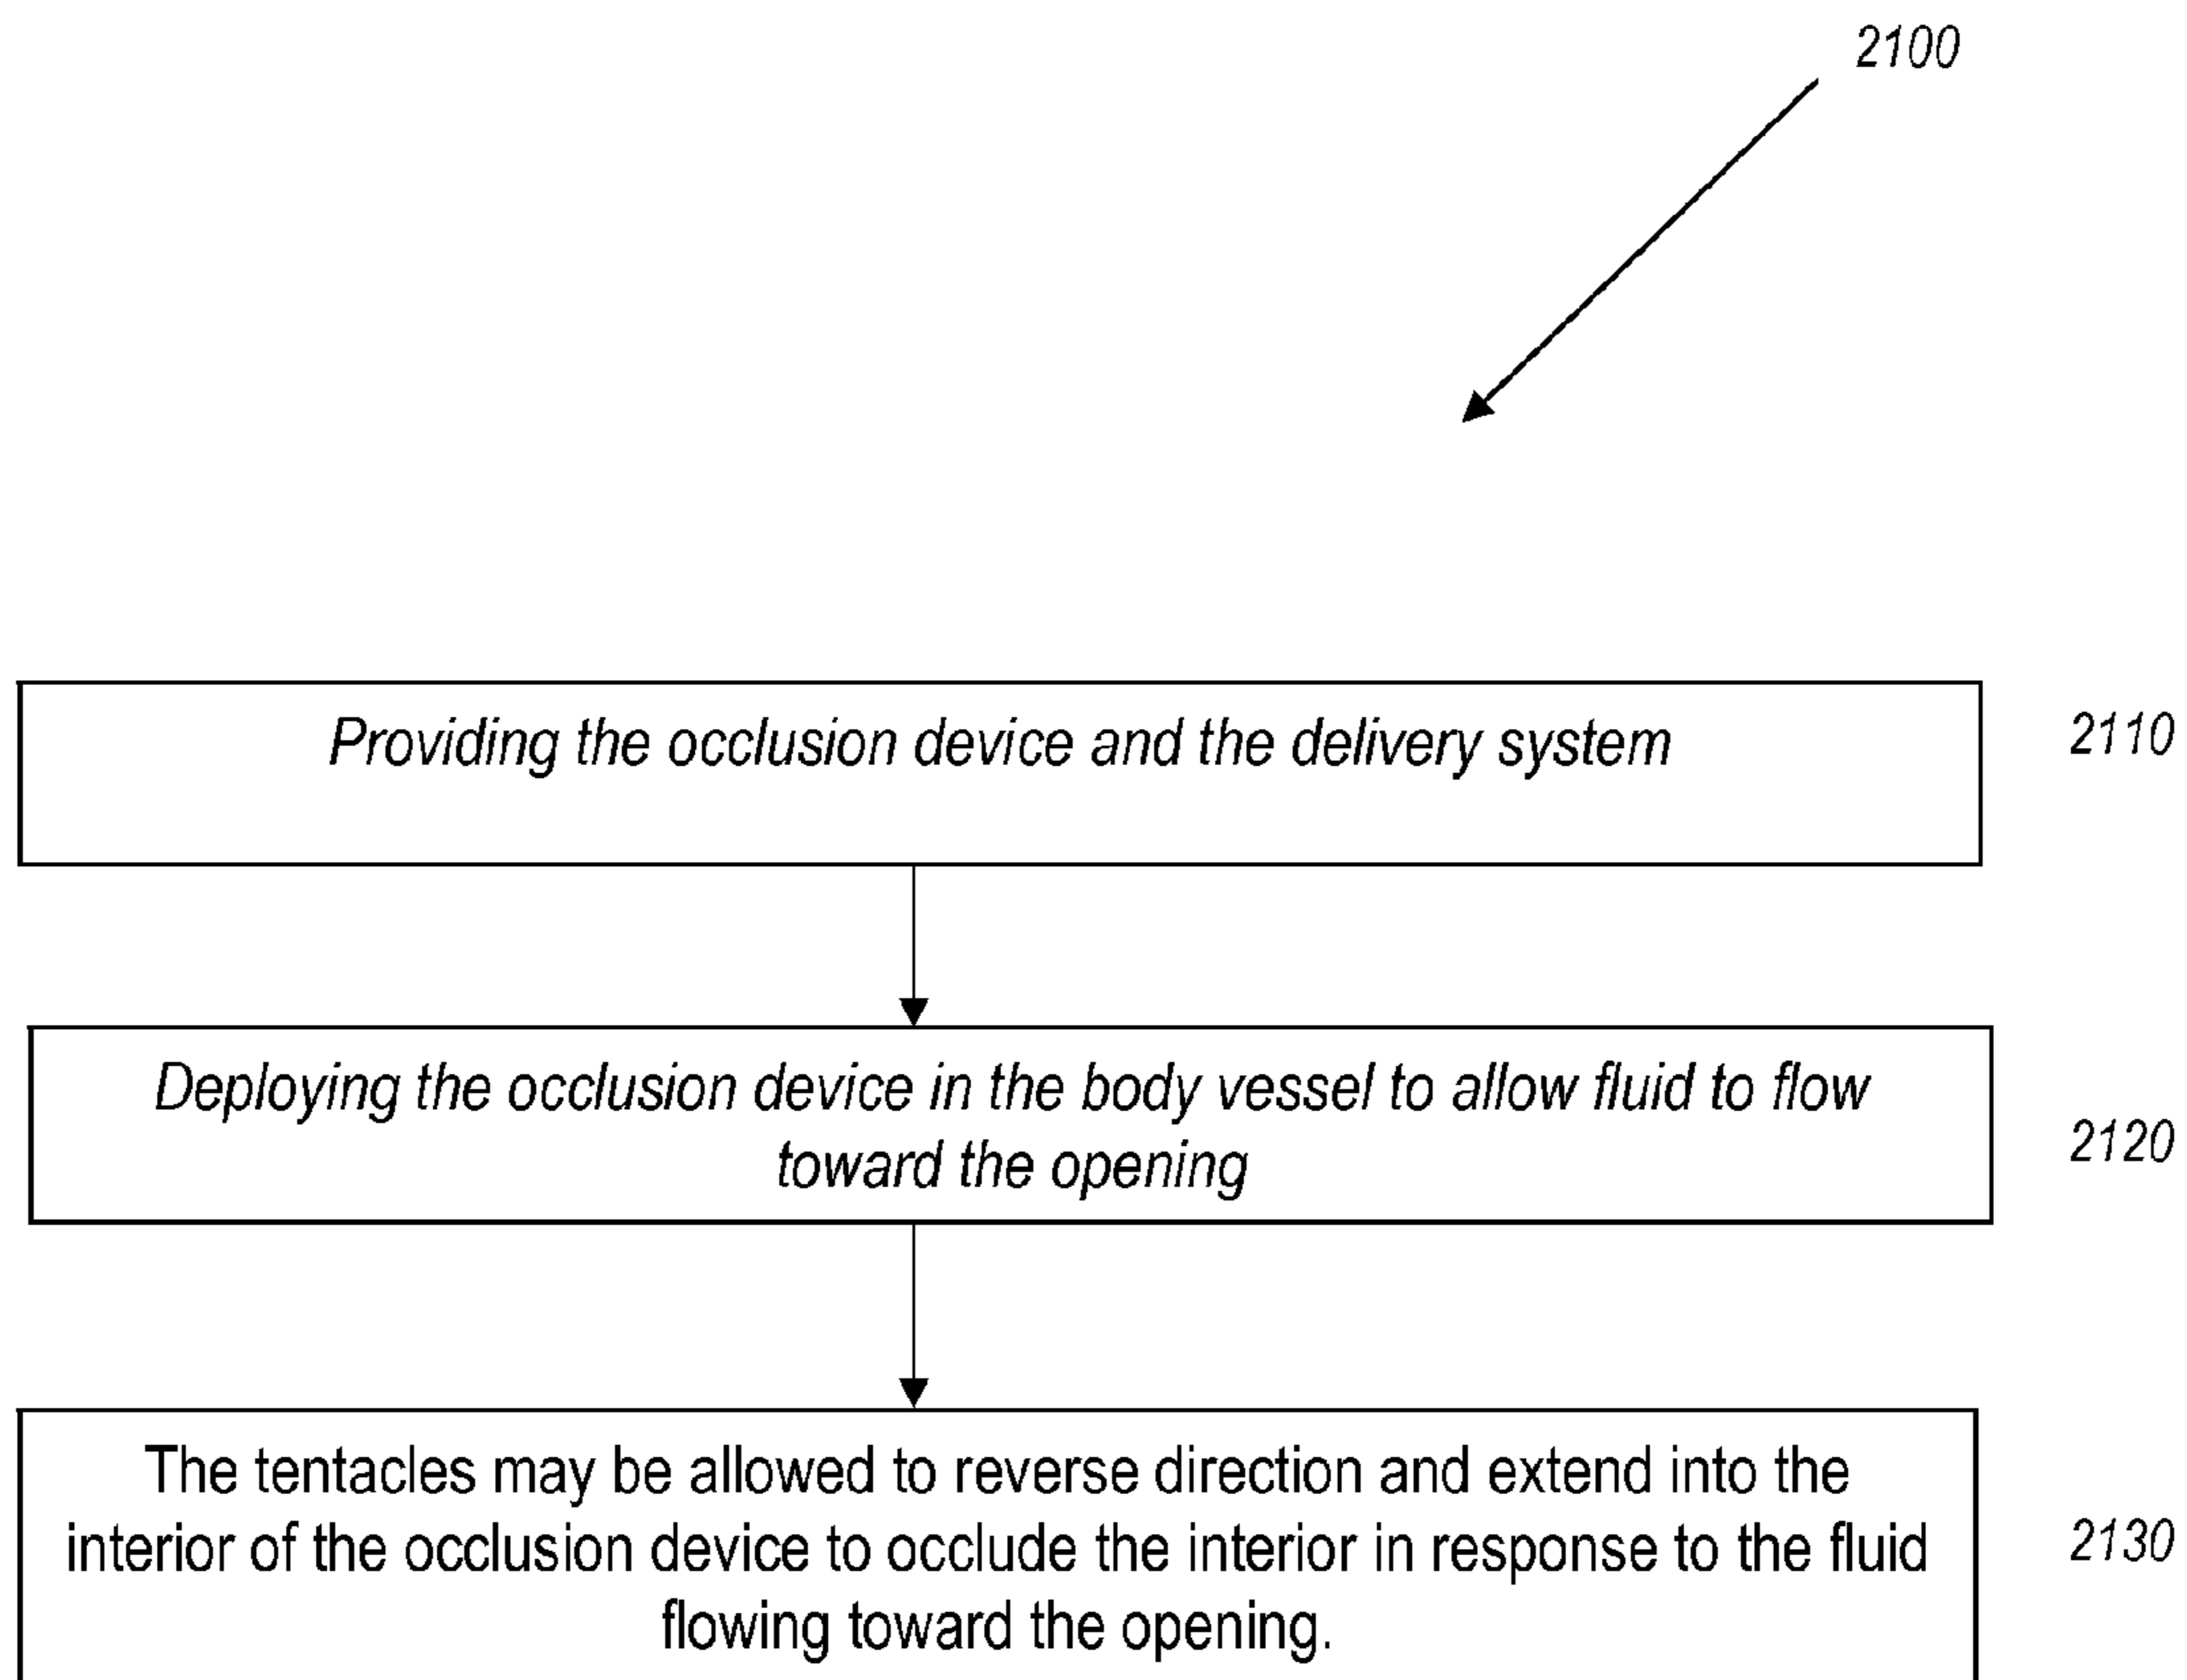 2100
Providing the occlusion device and the delivery system
2110
Deploying the occlusion device in the body vessel to allow fluid to flow
toward the opening
2120
The tentacles may be allowed to reverse direction and extend into the
interior of the occlusion device to occlude the interior in response to the fluid
flowing toward the opening.
2130